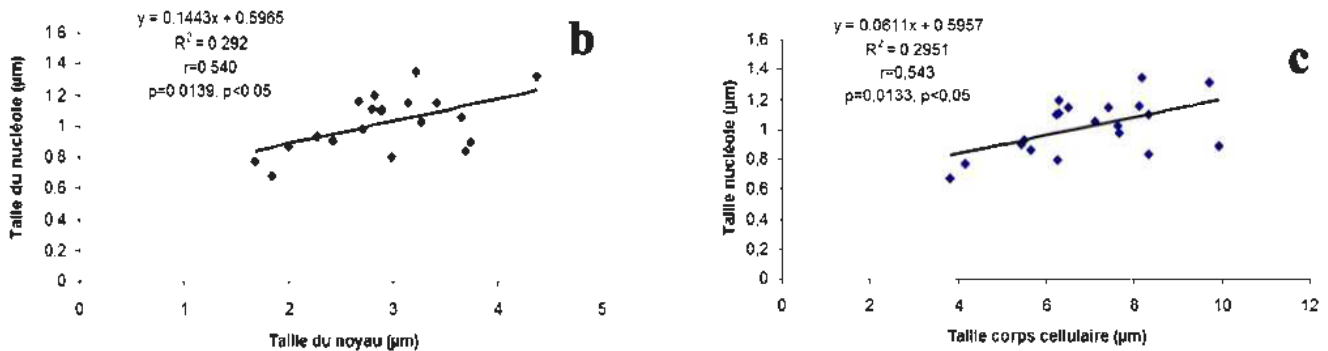 y = 0.1443x + 0.5965
R² = 0 292
r=0 540
p=0.0139, p<0 05
b
Taille du nucléole (µm)
1 6
1 4
1 2
1
0 8
0 6
0 4
0 2
0
0 1 2 3 4 5
Taille du noyau (µm)
y = 0.0611x + 0.5957
R² = 0.2951
r=0,543
p=0,0133, p<0,05
c
Taille nucléole (µm)
1,6
1,4
1,2
1
0,8
0,6
0,4
0,2
0
0 2 4 6 8 10 12
Taille corps cellulaire (µm)